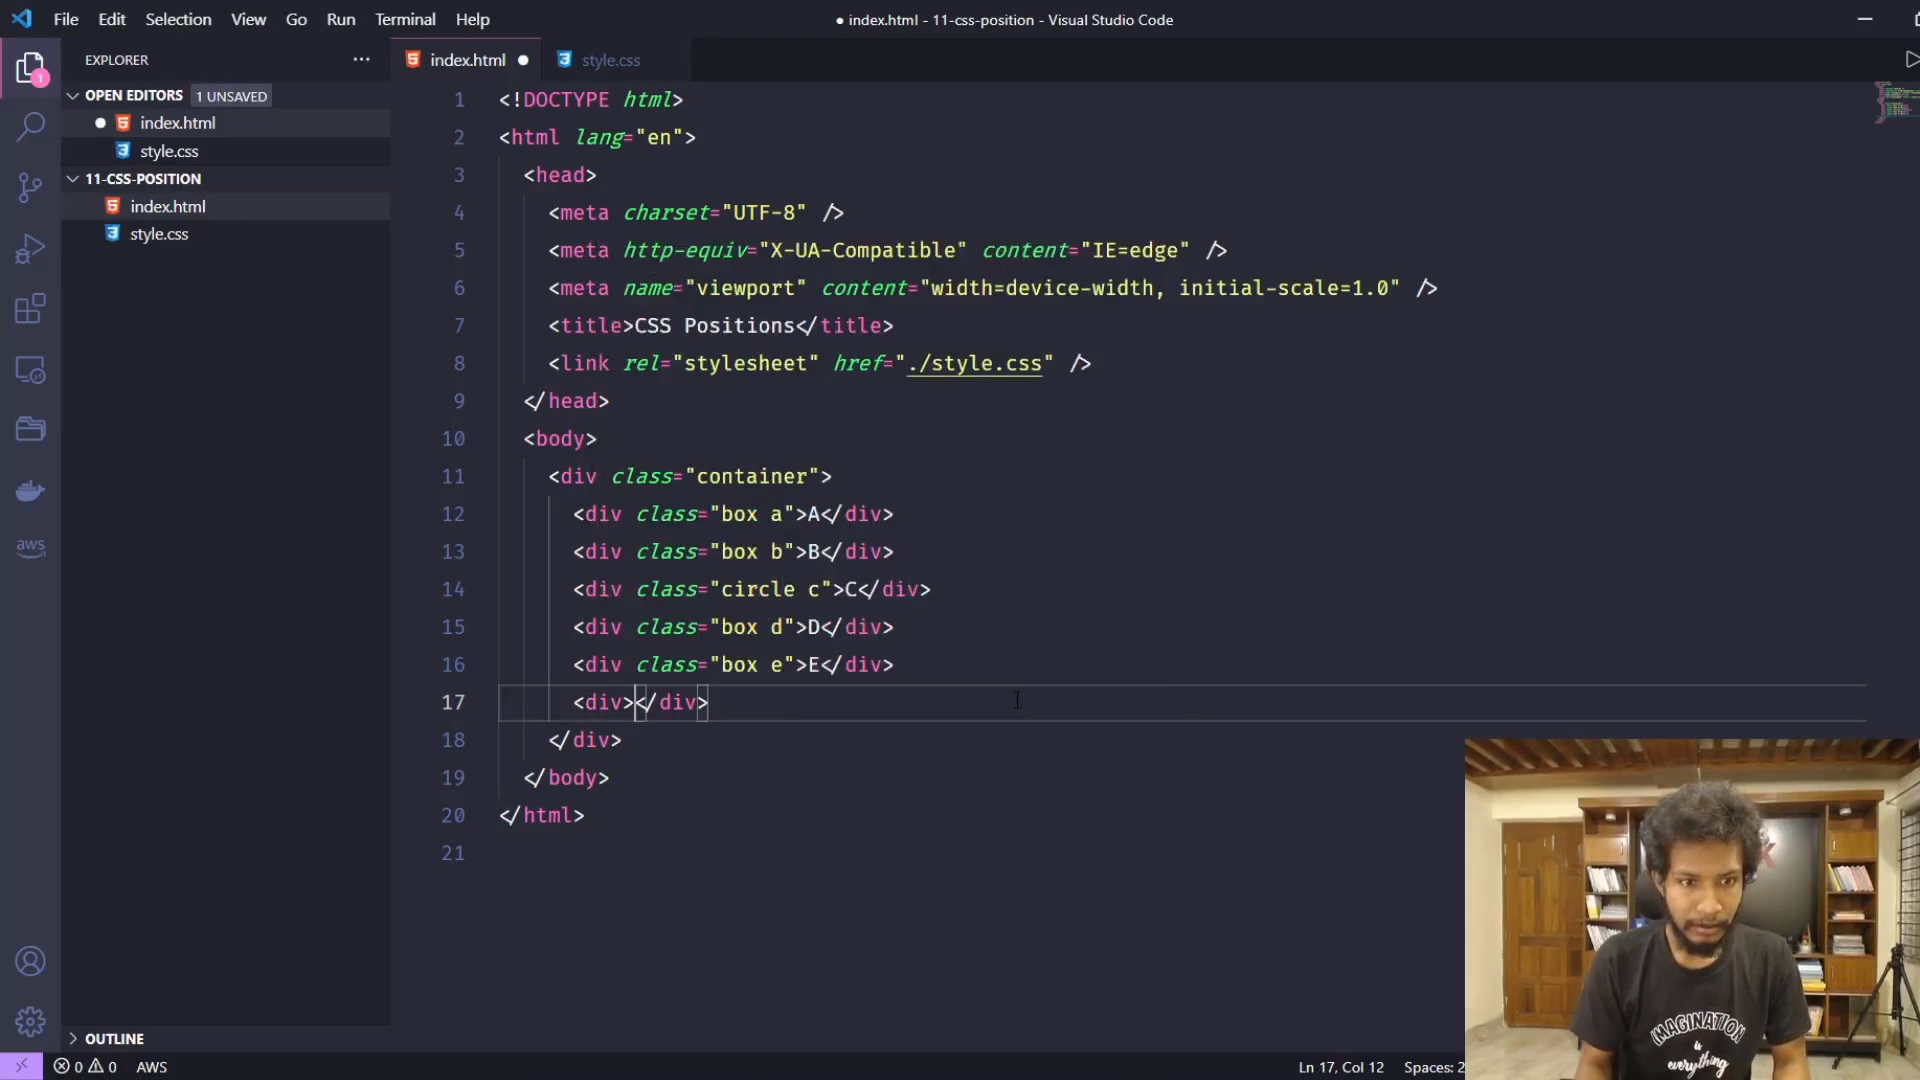 File Edit Selection View Go Run Terminal Help
● index.html - 11-css-position - Visual Studio Code
EXPLORER ...
index.html ●
style.css
OPEN EDITORS 1 UNSAVED
● index.html
style.css
11-CSS-POSITION
index.html
style.css
1
aws
1 <!DOCTYPE html>
2 <html lang="en">
3 <head>
4 <meta charset="UTF-8" />
5 <meta http-equiv="X-UA-Compatible" content="IE=edge" />
6 <meta name="viewport" content="width=device-width, initial-scale=1.0" />
7 <title>CSS Positions</title>
8 <link rel="stylesheet" href="./style.css" />
9 </head>
10 <body>
11 <div class="container">
12 <div class="box a">A</div>
13 <div class="box b">B</div>
14 <div class="circle c">C</div>
15 <div class="box d">D</div>
16 <div class="box e">E</div>
17 <div></div>
18 </div>
19 </body>
20 </html>
21
IMAGINATION
is
everything
OUTLINE
0 0 AWS
Ln 17, Col 12 Spaces: 2